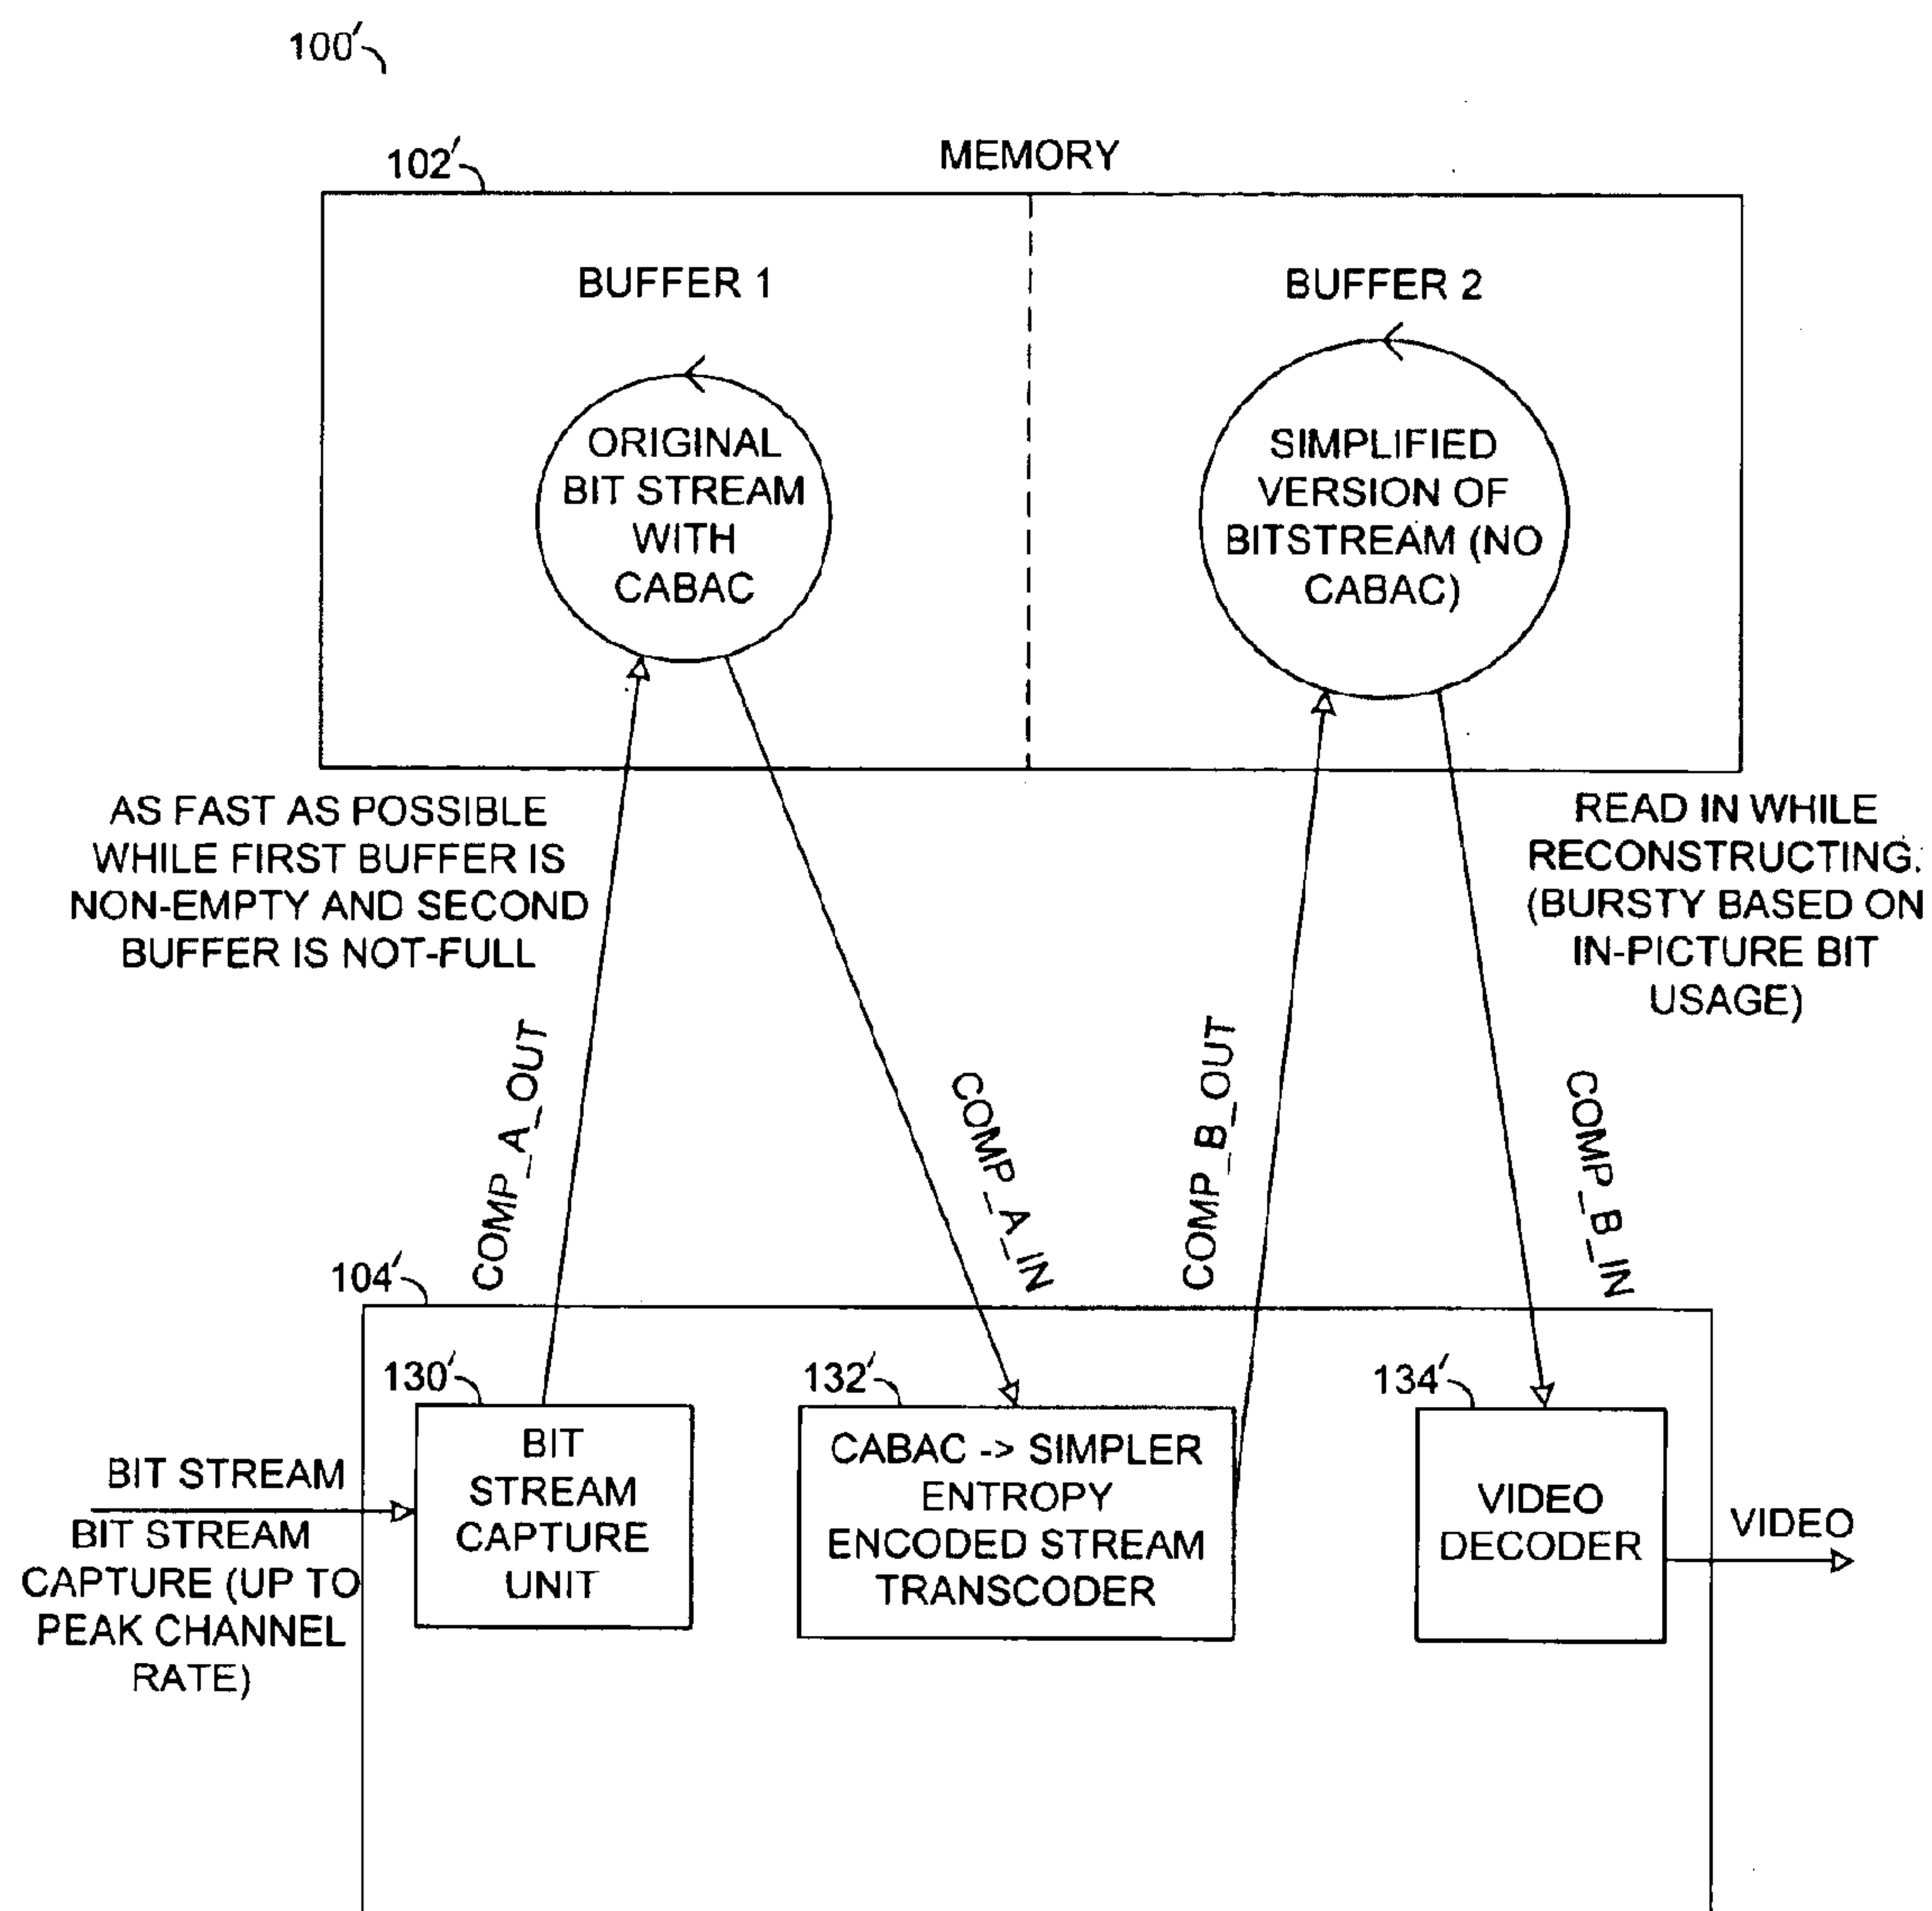 100′
102′
MEMORY
BUFFER 1
BUFFER 2
ORIGINAL
BIT STREAM
WITH
CABAC
SIMPLIFIED
VERSION OF
BITSTREAM (NO
CABAC)
AS FAST AS POSSIBLE
WHILE FIRST BUFFER IS
NON-EMPTY AND SECOND
BUFFER IS NOT-FULL
READ IN WHILE
RECONSTRUCTING.
(BURSTY BASED ON
IN-PICTURE BIT
USAGE)
COMP_A_OUT
COMP_A_IN
COMP_B_OUT
COMP_B_IN
104′
130′
132′
134′
BIT
STREAM
CAPTURE
UNIT
CABAC -> SIMPLER
ENTROPY
ENCODED STREAM
TRANSCODER
VIDEO
DECODER
BIT STREAM
BIT STREAM
CAPTURE (UP TO
PEAK CHANNEL
RATE)
VIDEO